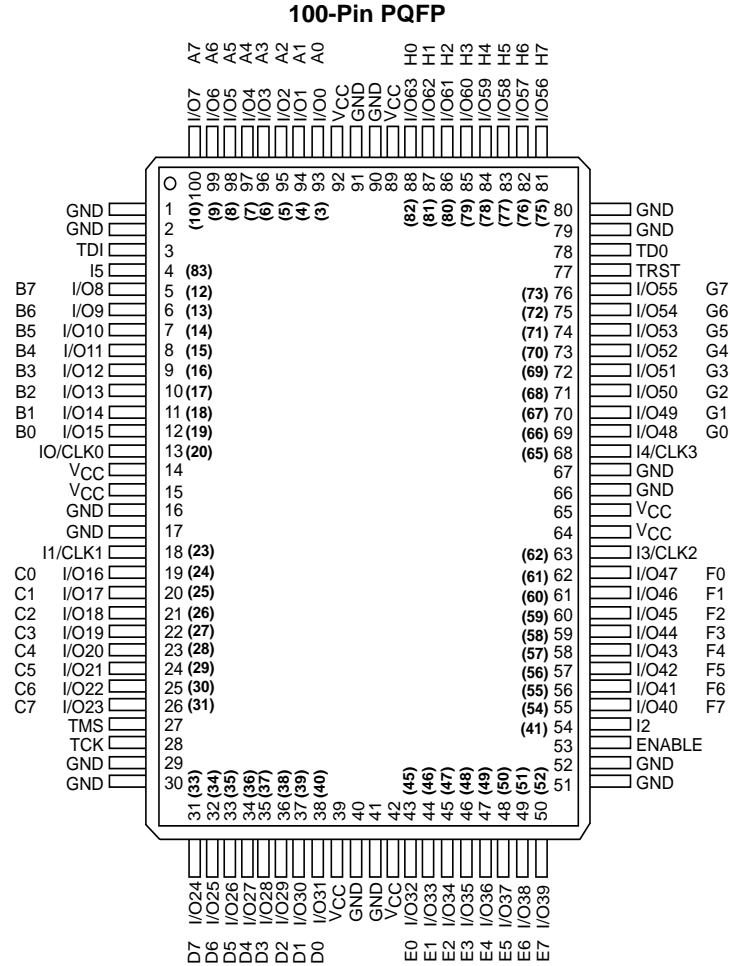 100-Pin PQFP
A7 A6 A5 A4 A3 A2 A1 A0 H0 H1 H2 H3 H4 H5 H6 H7
I/O7 I/O6 I/O5 I/O4 I/O3 I/O2 I/O1 I/O0 VCC GND GND VCC I/O63 I/O62 I/O61 I/O60 I/O59 I/O58 I/O57 I/O56
100 99 98 97 96 95 94 93 92 91 90 89 88 87 86 85 84 83 82 81
(10) (9) (8) (7) (6) (5) (4) (3) (82) (81) (80) (79) (78) (77) (76) (75)
GND 1 80 GND
GND 2 79 GND
TDI 3 78 TD0
I5 4 (83) 77 TRST
B7 I/O8 5 (12) (73) 76 I/O55 G7
B6 I/O9 6 (13) (72) 75 I/O54 G6
B5 I/O10 7 (14) (71) 74 I/O53 G5
B4 I/O11 8 (15) (70) 73 I/O52 G4
B3 I/O12 9 (16) (69) 72 I/O51 G3
B2 I/O13 10 (17) (68) 71 I/O50 G2
B1 I/O14 11 (18) (67) 70 I/O49 G1
B0 I/O15 12 (19) (66) 69 I/O48 G0
IO/CLK0 13 (20) (65) 68 I4/CLK3
VCC 14 67 GND
VCC 15 66 GND
GND 16 65 VCC
GND 17 64 VCC
I1/CLK1 18 (23) (62) 63 I3/CLK2
C0 I/O16 19 (24) (61) 62 I/O47 F0
C1 I/O17 20 (25) (60) 61 I/O46 F1
C2 I/O18 21 (26) (59) 60 I/O45 F2
C3 I/O19 22 (27) (58) 59 I/O44 F3
C4 I/O20 23 (28) (57) 58 I/O43 F4
C5 I/O21 24 (29) (56) 57 I/O42 F5
C6 I/O22 25 (30) (55) 56 I/O41 F6
C7 I/O23 26 (31) (54) 55 I/O40 F7
TMS 27 (41) 54 I2
TCK 28 53 ENABLE
GND 29 52 GND
GND 30 51 GND
(33) (34) (35) (36) (37) (38) (39) (40) (45) (46) (47) (48) (49) (50) (51) (52)
31 32 33 34 35 36 37 38 39 40 41 42 43 44 45 46 47 48 49 50
I/O24 I/O25 I/O26 I/O27 I/O28 I/O29 I/O30 I/O31 VCC GND GND VCC I/O32 I/O33 I/O34 I/O35 I/O36 I/O37 I/O38 I/O39
D7 D6 D5 D4 D3 D2 D1 D0 E0 E1 E2 E3 E4 E5 E6 E7